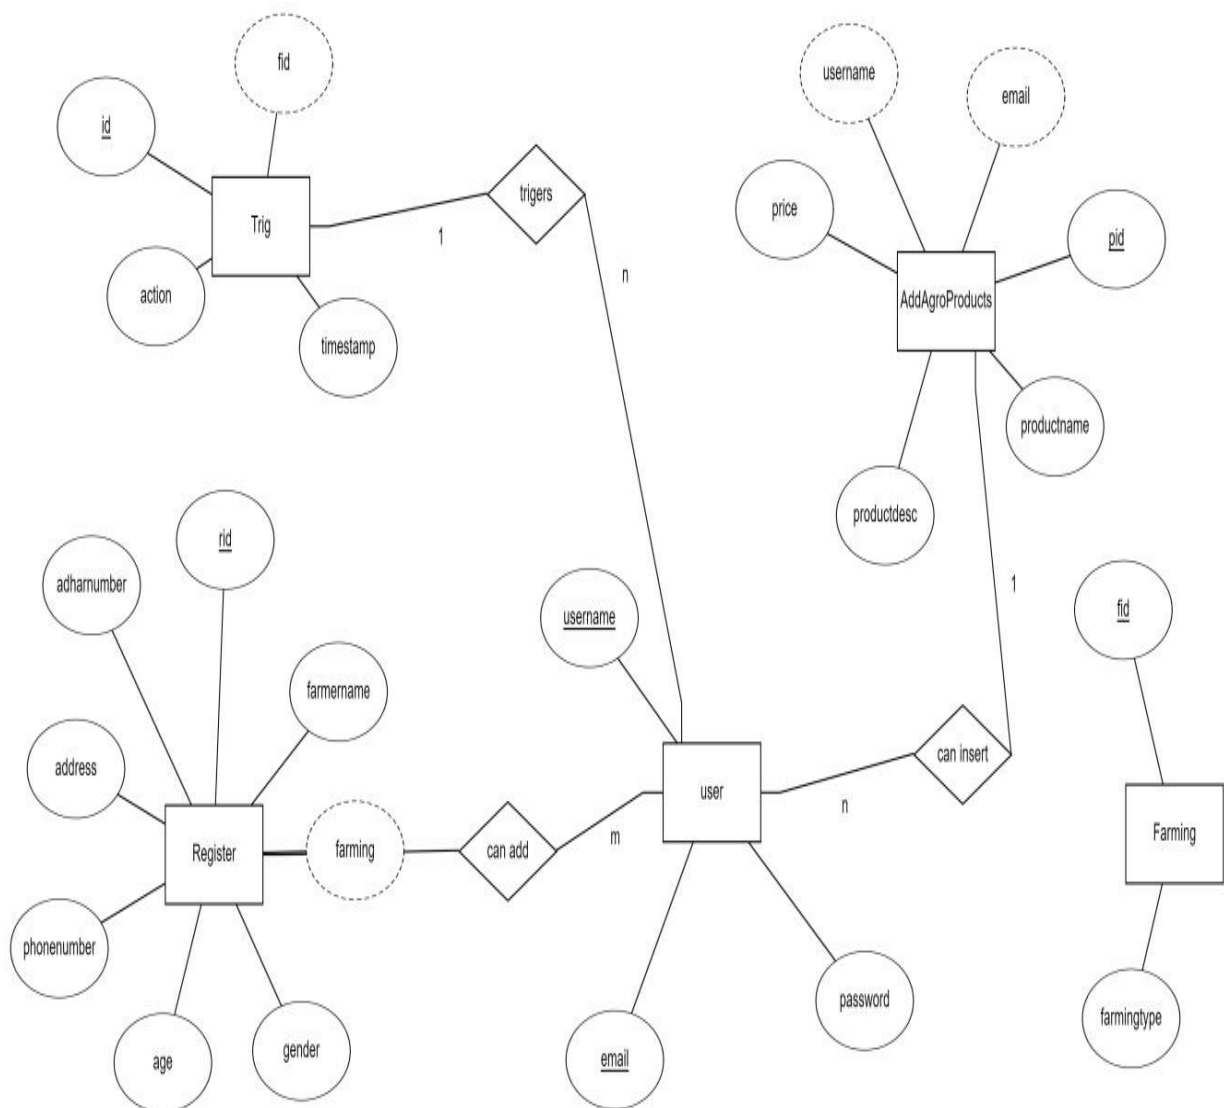 fid
username
email
id
trigers
price
pid
Trig
1
n
AddAgroProducts
action
timestamp
productname
productdesc
rid
adharnumber
1
fid
username
farmername
address
can insert
user
n
m
Register
farming
can add
Farming
phonenumber
password
farmingtype
age
gender
email